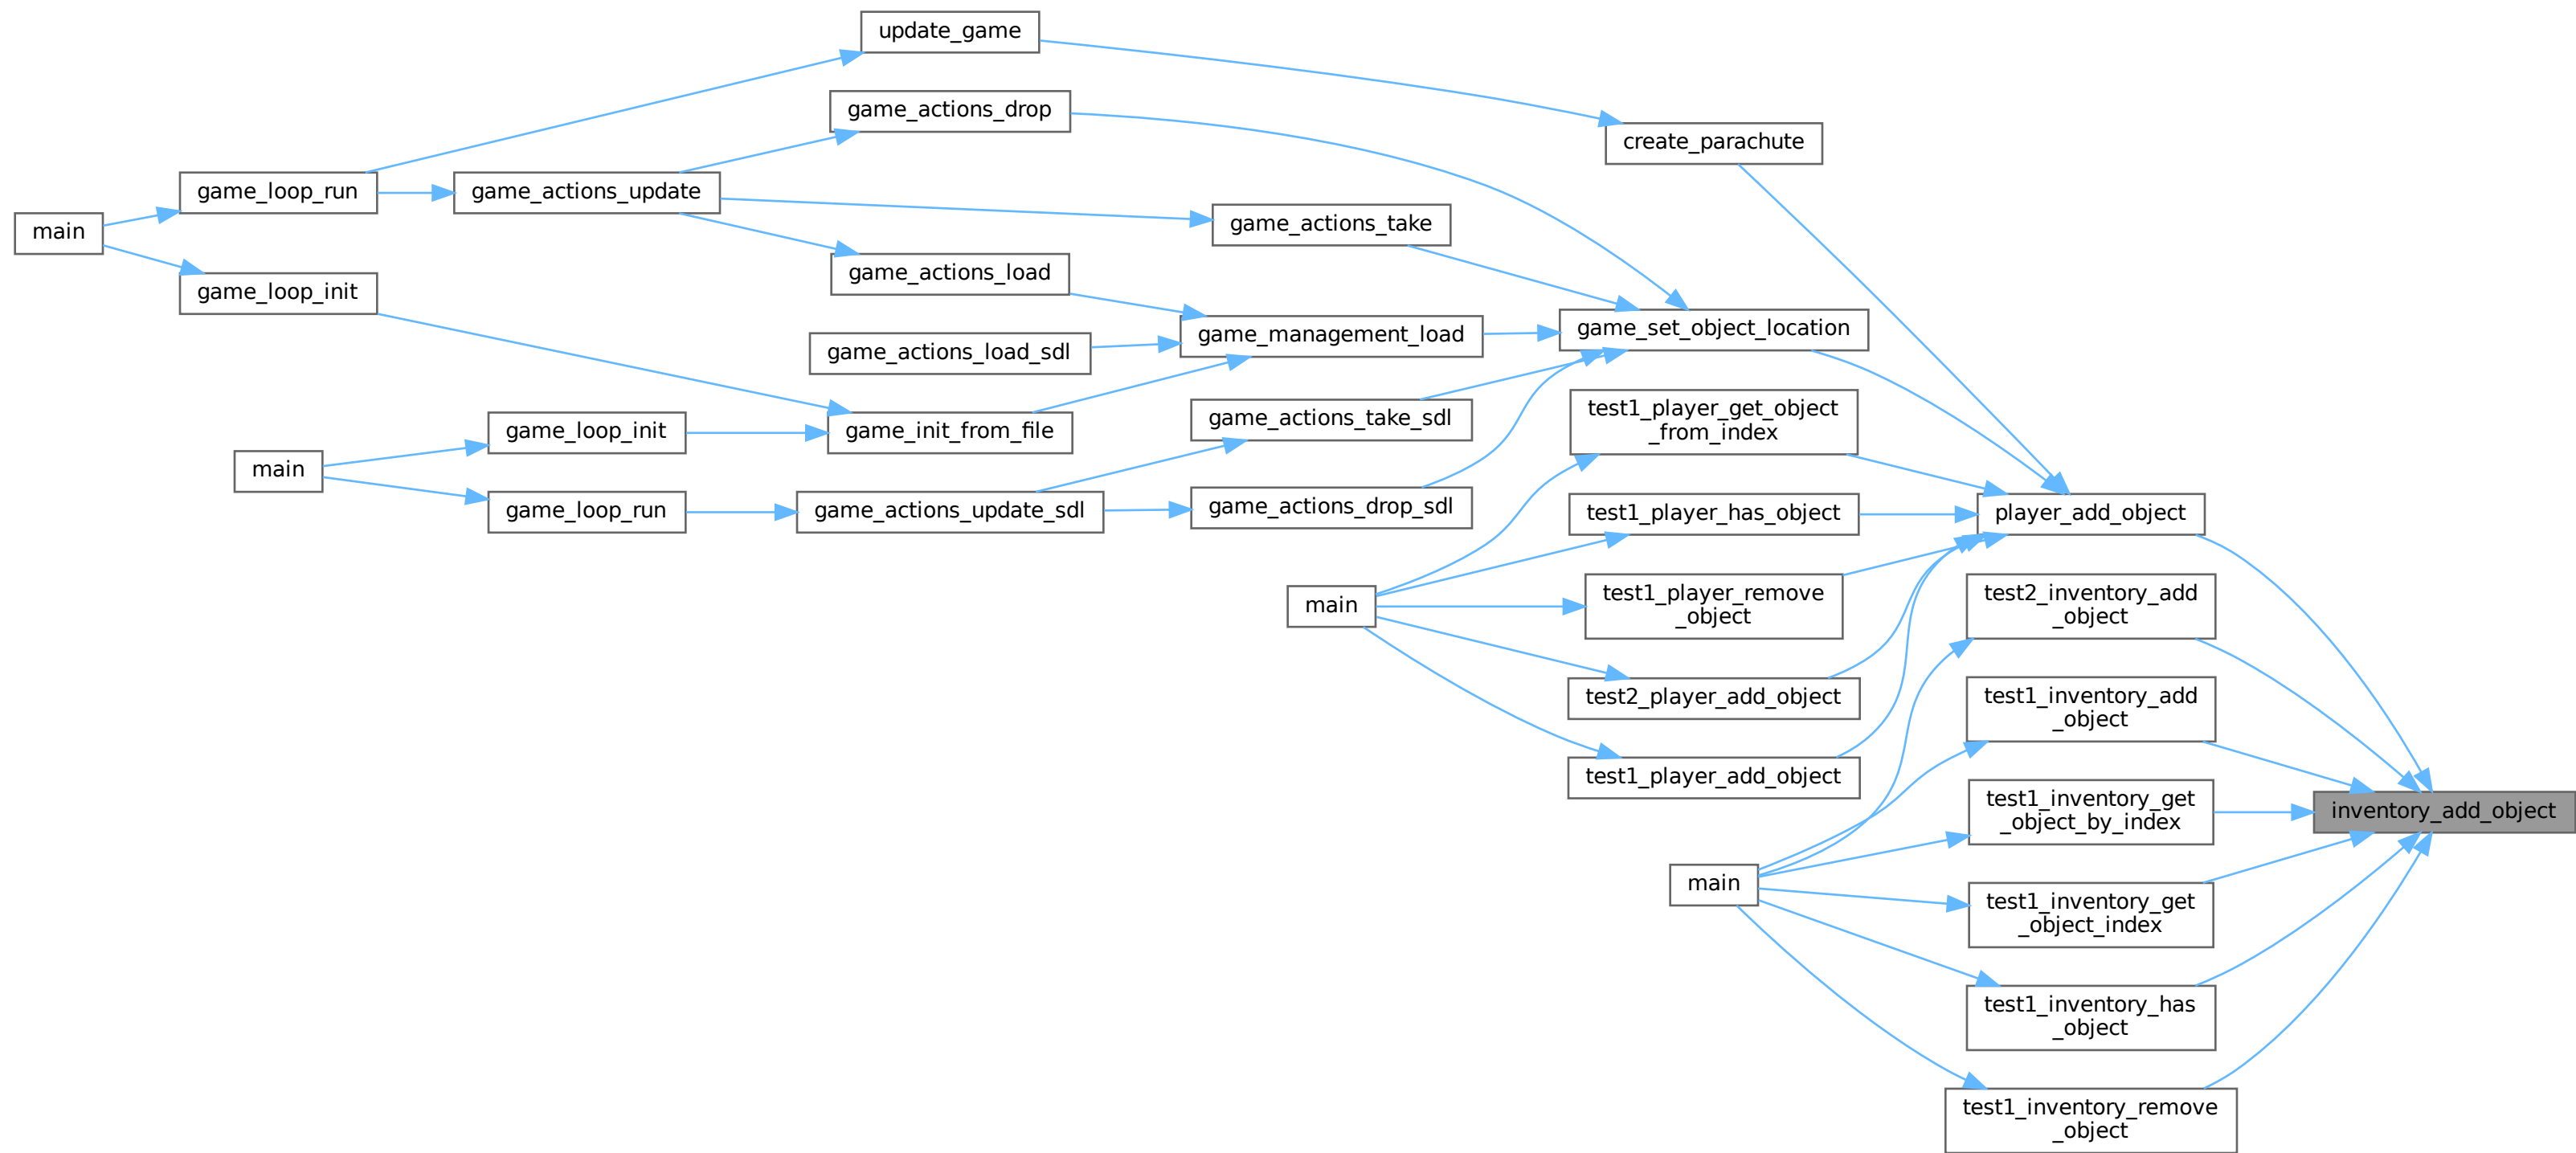 update_game
game_actions_drop
create_parachute
game_loop_run
game_actions_update
game_actions_take
main
game_actions_load
game_loop_init
game_set_object_location
game_management_load
game_actions_load_sdl
test1_player_get_object
_from_index
game_actions_take_sdl
game_loop_init
game_init_from_file
main
game_loop_run
game_actions_update_sdl
game_actions_drop_sdl
test1_player_has_object
player_add_object
main
test1_player_remove
_object
test2_inventory_add
_object
test2_player_add_object
test1_inventory_add
_object
test1_player_add_object
test1_inventory_get
_object_by_index
inventory_add_object
main
test1_inventory_get
_object_index
test1_inventory_has
_object
test1_inventory_remove
_object